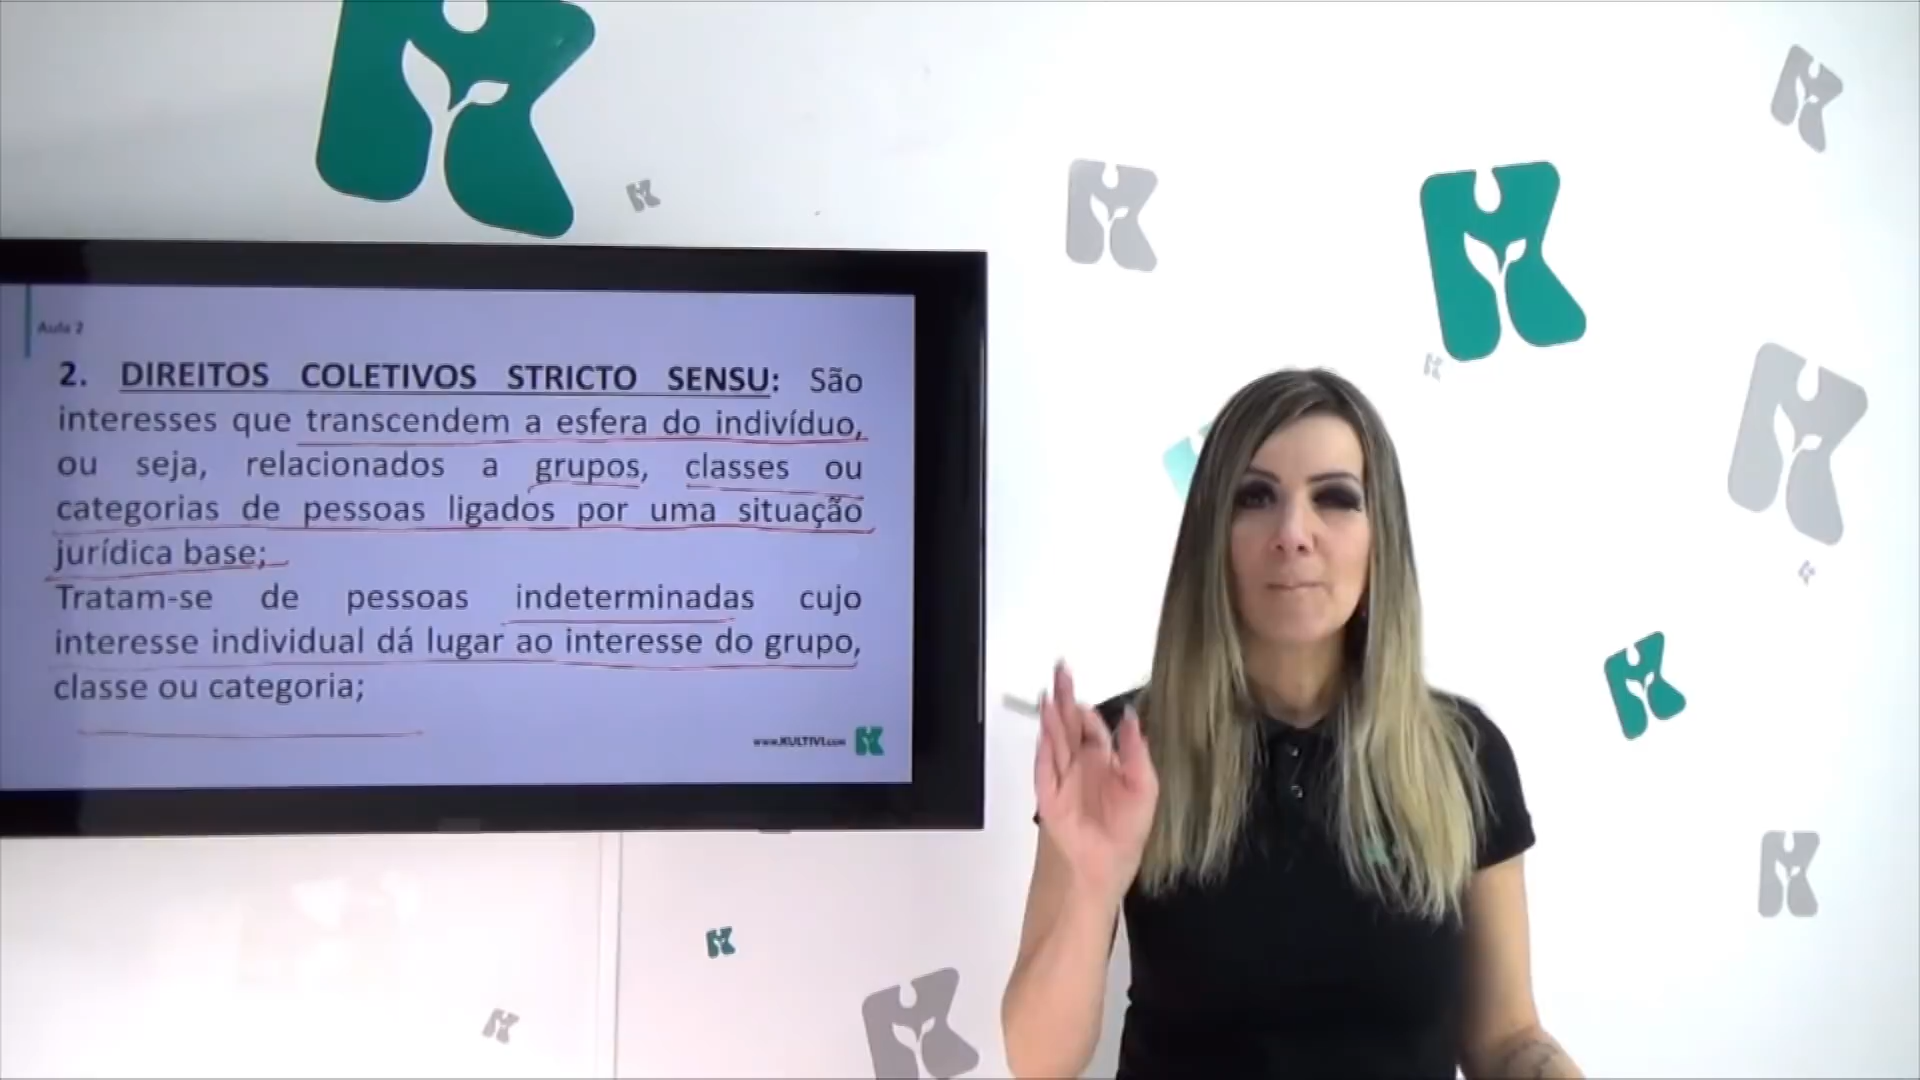 Aula 2
2. DIREITOS COLETIVOS STRICTO SENSU: São
interesses que transcendem a esfera do indivíduo,
ou seja, relacionados a grupos, classes ou
categorias de pessoas ligados por uma situação
jurídica base;
Tratam-se de pessoas indeterminadas cujo
interesse individual dá lugar ao interesse do grupo,
classe ou categoria;
www.KULTIVI.com